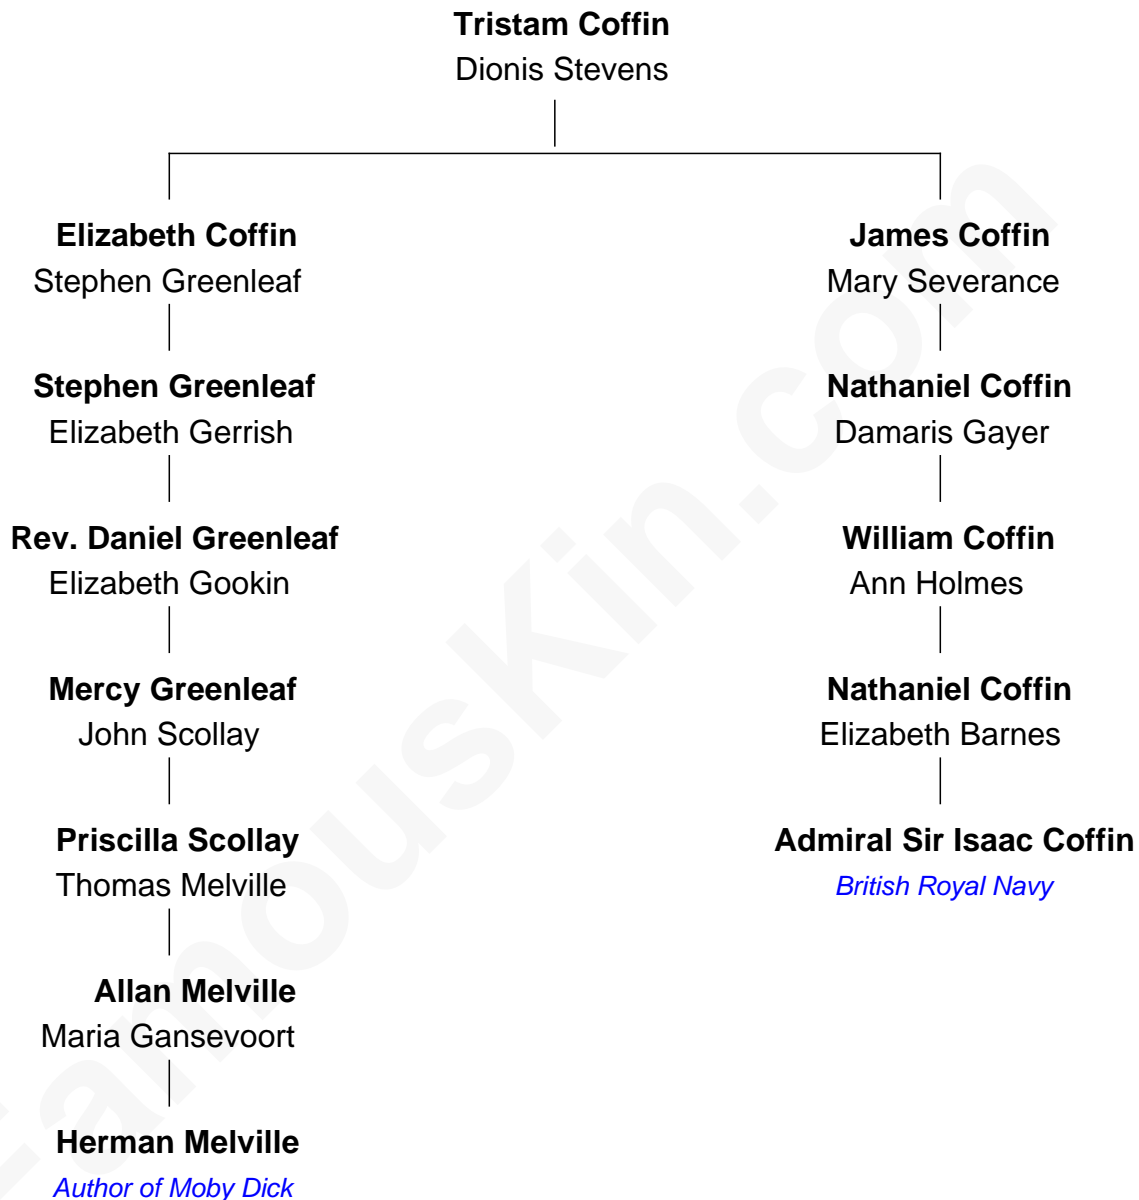 Tristam Coffin
Dionis Stevens
Elizabeth Coffin
Stephen Greenleaf
James Coffin
Mary Severance
Stephen Greenleaf
Elizabeth Gerrish
Nathaniel Coffin
Damaris Gayer
Rev. Daniel Greenleaf
Elizabeth Gookin
William Coffin
Ann Holmes
Mercy Greenleaf
John Scollay
Nathaniel Coffin
Elizabeth Barnes
Priscilla Scollay
Thomas Melville
Admiral Sir Isaac Coffin
British Royal Navy
Allan Melville
Maria Gansevoort
Herman Melville
Author of Moby Dick
FamousKin.com